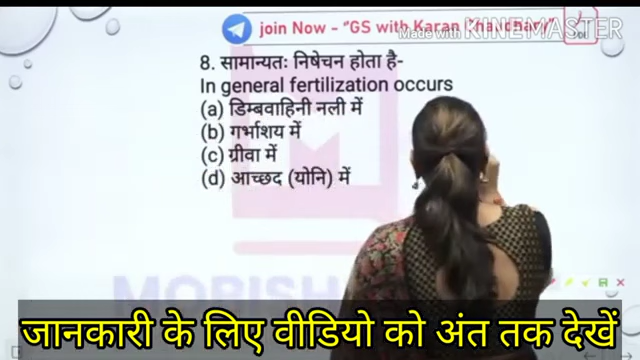 join Now - "GS with Karan Chaudhary"
Made with KINEMASTER
8. सामान्यतः निषेचन होता है-
In general fertilization occurs
(a) डिम्बवाहिनी नली में
(b) गर्भाशय में
(c) ग्रीवा में
(d) आच्छद (योनि) में
जानकारी के लिए वीडियो को अंत तक देखें